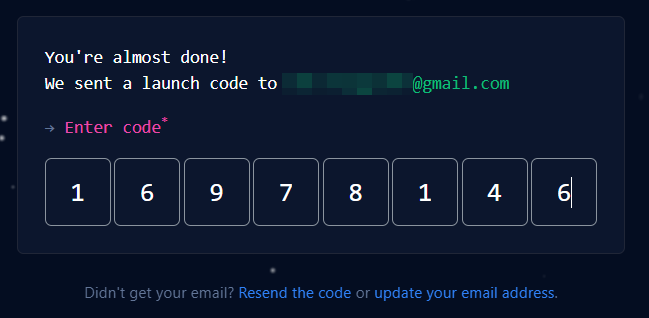 You're almost done!
We sent a launch code to @gmail.com
→ Enter code*
1 6 9 7 8 1 4 6
Didn't get your email? Resend the code or update your email address.